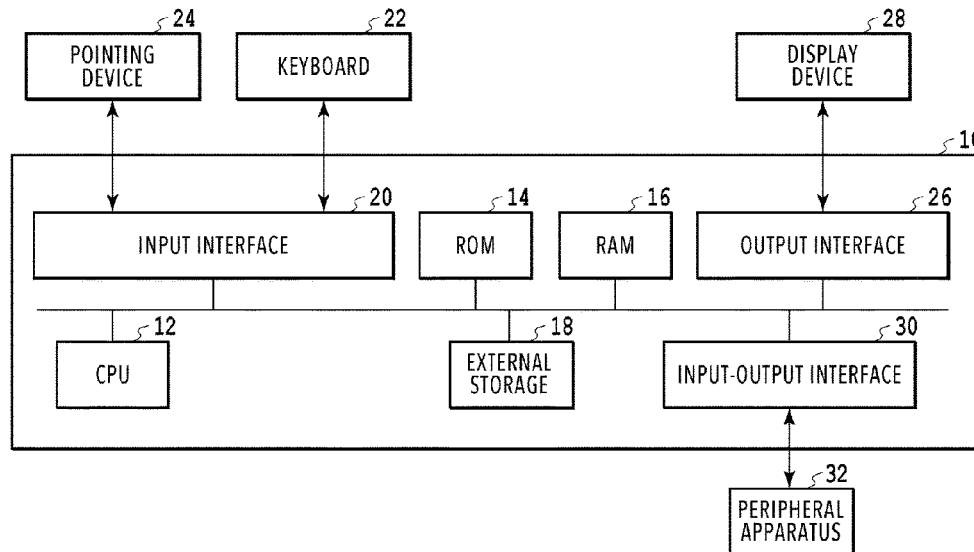 24
22
28
POINTING
DEVICE
KEYBOARD
DISPLAY
DEVICE
10
20
14
16
26
INPUT INTERFACE
ROM
RAM
OUTPUT INTERFACE
12
18
30
CPU
EXTERNAL
STORAGE
INPUT-OUTPUT INTERFACE
32
PERIPHERAL
APPARATUS